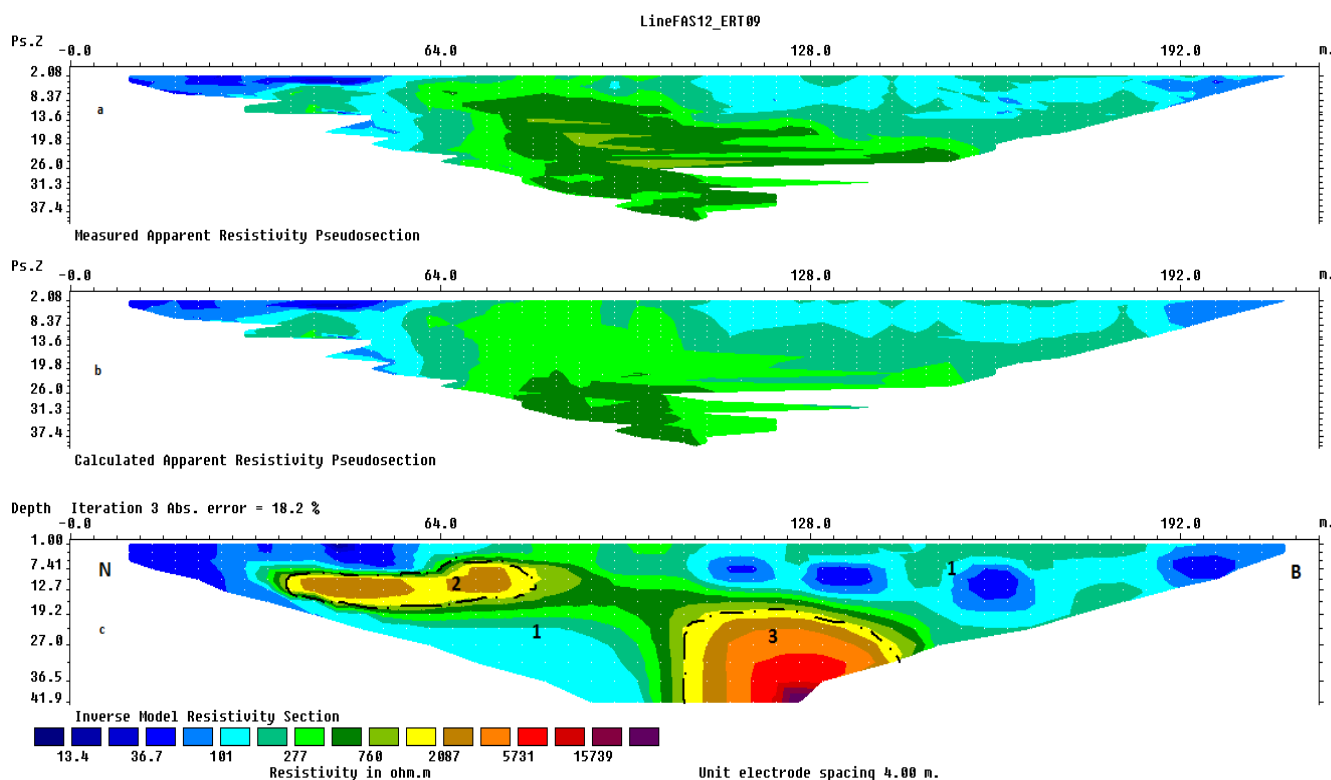 LineFAS12_ERT09
Ps.Z -0.0 64.0 128.0 192.0 m.
2.08
8.37
a
13.6
19.8
26.0
31.3
37.4
Measured Apparent Resistivity Pseudosection
Ps.Z -0.0 64.0 128.0 192.0 m.
2.08
8.37
13.6
19.8
b
26.0
31.3
37.4
Calculated Apparent Resistivity Pseudosection
Depth Iteration 3 Abs. error = 18.2 %
-0.0 64.0 128.0 192.0 m.
1.00
7.41 N 1 B
12.7 2
19.2
c 1 3
27.0
36.5
41.9
Inverse Model Resistivity Section
13.4 36.7 101 277 760 2087 5731 15739
Resistivity in ohm.m Unit electrode spacing 4.00 m.